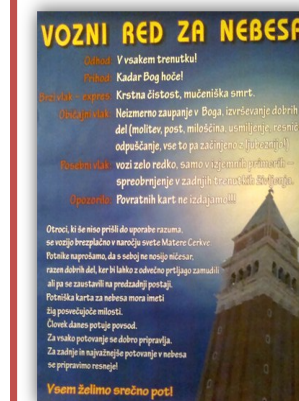 VOZNI RED ZA NEBESA
Odhod: V vsakem trenutku!
Prihod: Kadar Bog hoče!
Brzi vlak - expres: Krstna čistost, mučeniška smrt.
Običajni vlak: Neizmerno zaupanje v Boga, izvrševanje dobrih
del (molitev, post, miloščina, usmiljenje, resnic
odpuščanje, vse to pa začinjeno z ljubeznijo!)
Posebni vlak: vozi zelo redko, samo v izjemnih primerih –
spreobrnjenje v zadnjih trenutkih življenja.
Opozorilo: Povratnih kart ne izdajamo!!!
Otroci, ki še niso prišli do uporabe razuma,
se vozijo brezplačno v naročju svete Matere Cerkve
Potnike naprošamo, da s seboj ne nosijo ničesar,
razen dobrih del, ker bi lahko z odvečno prtljago zamudili
ali pa se zaustavili na predzadnji postaji.
Potniška karta za nebesa mora imeti
žig posvečujoče milosti.
Človek danes potuje povsod.
Za vsako potovanje se dobro pripravlja.
Za zadnje in najvažnejše potovanje v nebesa
se pripravimo resneje!
Vsem želimo srečno pot!